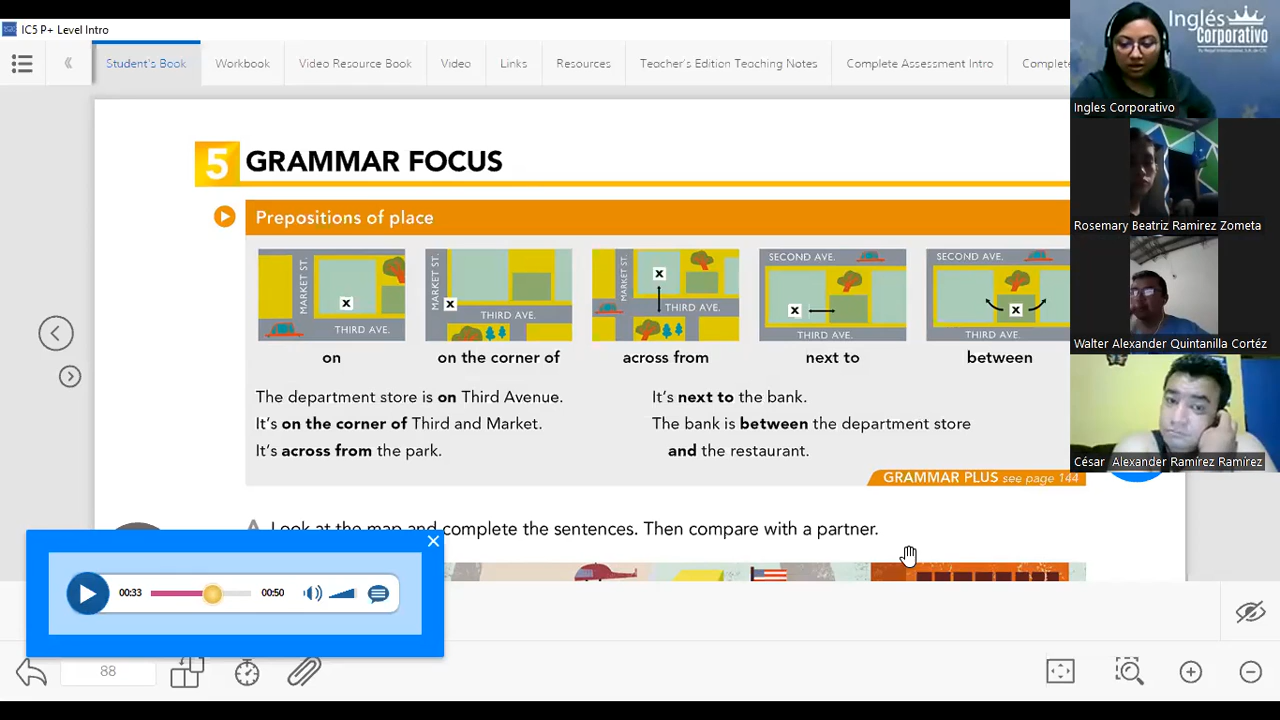 IC5 P+ Level Intro
Student's Book
Workbook
Video Resource Book
Video
Resources
Teacher's Edition Teaching Notes
Complete Assessment Intro
Complete
Inglés
Corporativo
Ingles Corporativo
Rosemary Beatriz Ramirez Zometa
Walter Alexander Quintanilla Cortéz
César Alexander Ramírez Ramírez
5 GRAMMAR FOCUS
Prepositions of place
MARKET ST.
X
THIRD AVE.
MARKET ST.
X
THIRD AVE.
MARKET ST.
X
THIRD AVE.
SECOND AVE.
X
THIRD AVE.
SECOND AVE.
X
THIRD AVE.
on
on the corner of
across from
next to
between
The department store is on Third Avenue.
It's on the corner of Third and Market.
It's across from the park.
It's next to the bank.
The bank is between the department store
and the restaurant.
GRAMMAR PLUS see page 144
A Look at the map and complete the sentences. Then compare with a partner.
00:33
00:50
88